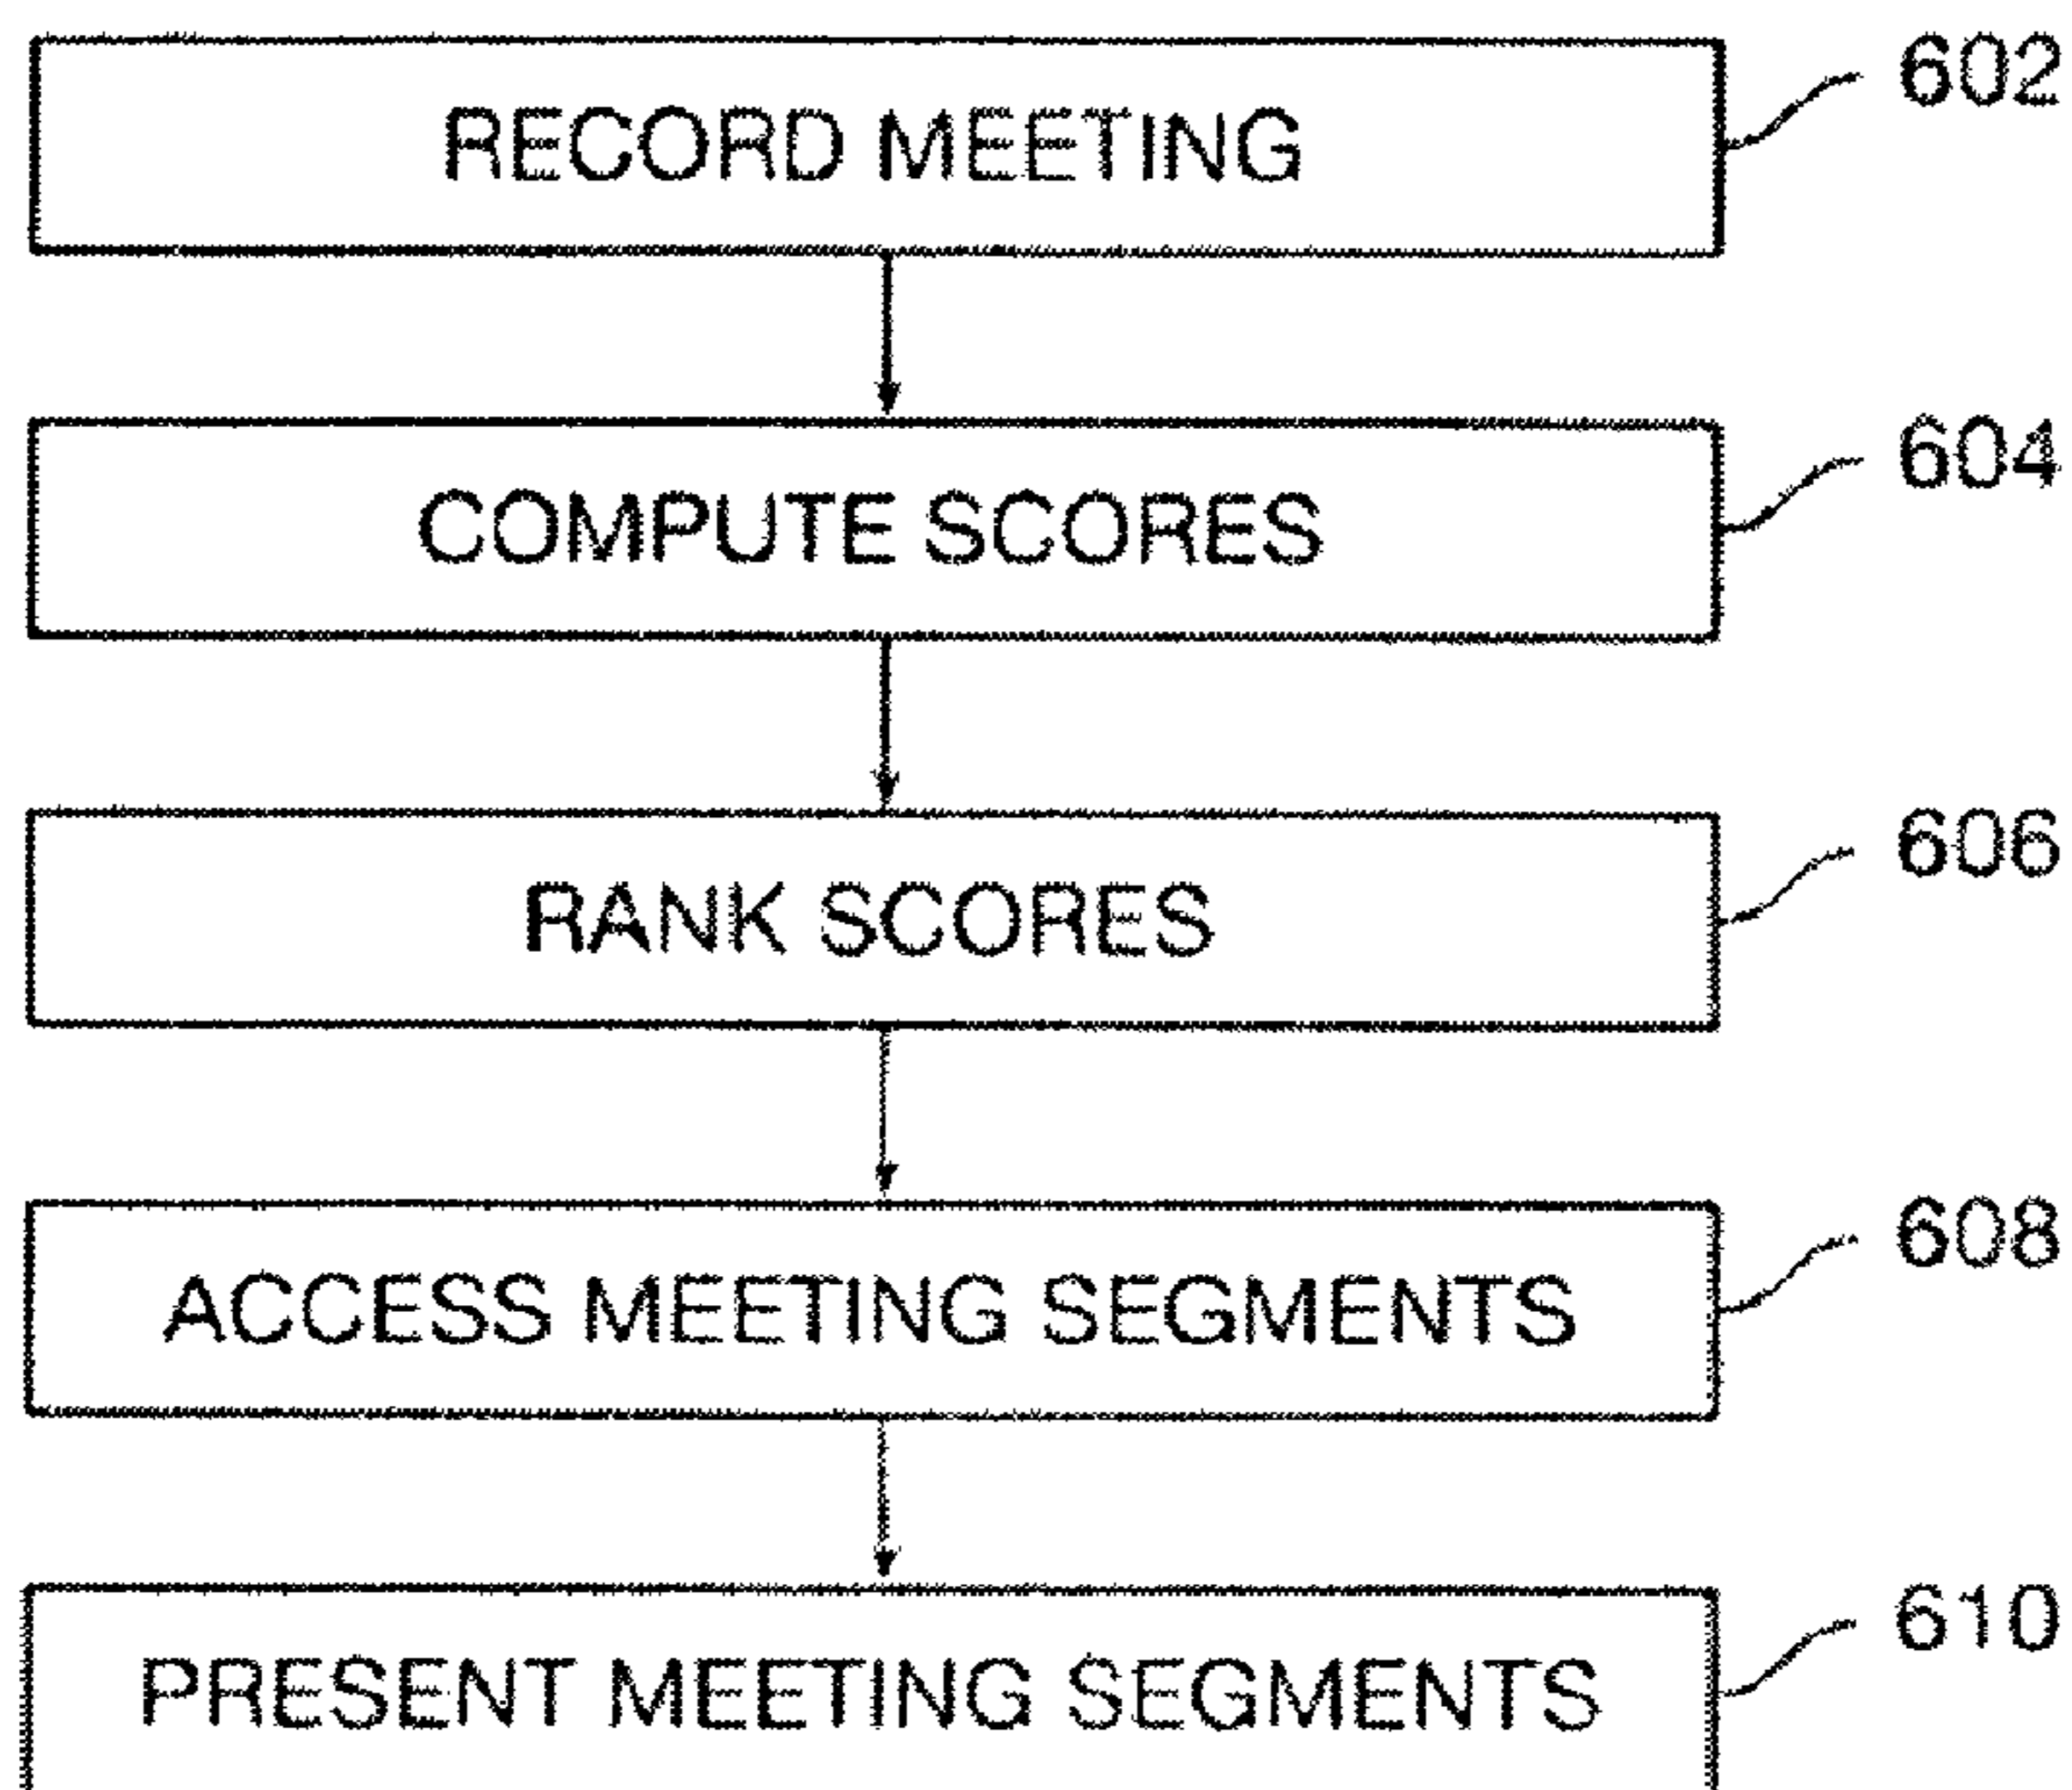 RECORD MEETING 602
COMPUTE SCORES 604
RANK SCORES 606
ACCESS MEETING SEGMENTS 608
PRESENT MEETING SEGMENTS 610